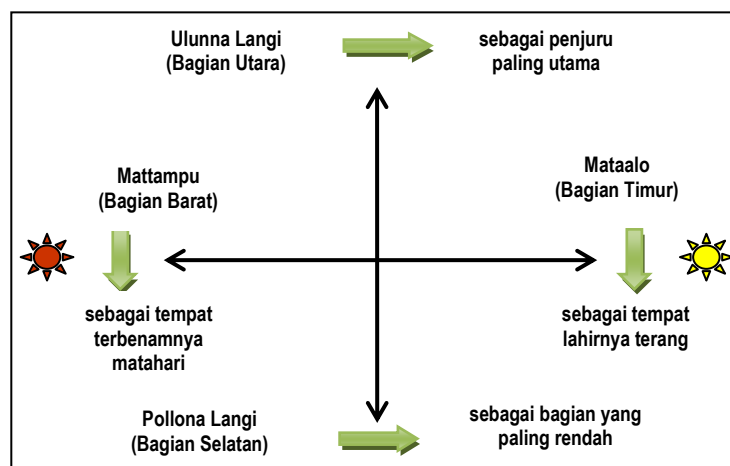 Ulunna Langi
(Bagian Utara)
sebagai penjuru
paling utama
Mattampu
(Bagian Barat)
Mataalo
(Bagian Timur)
sebagai tempat
terbenamnya
matahari
sebagai tempat
lahirnya terang
Pollona Langi
(Bagian Selatan)
sebagai bagian yang
paling rendah